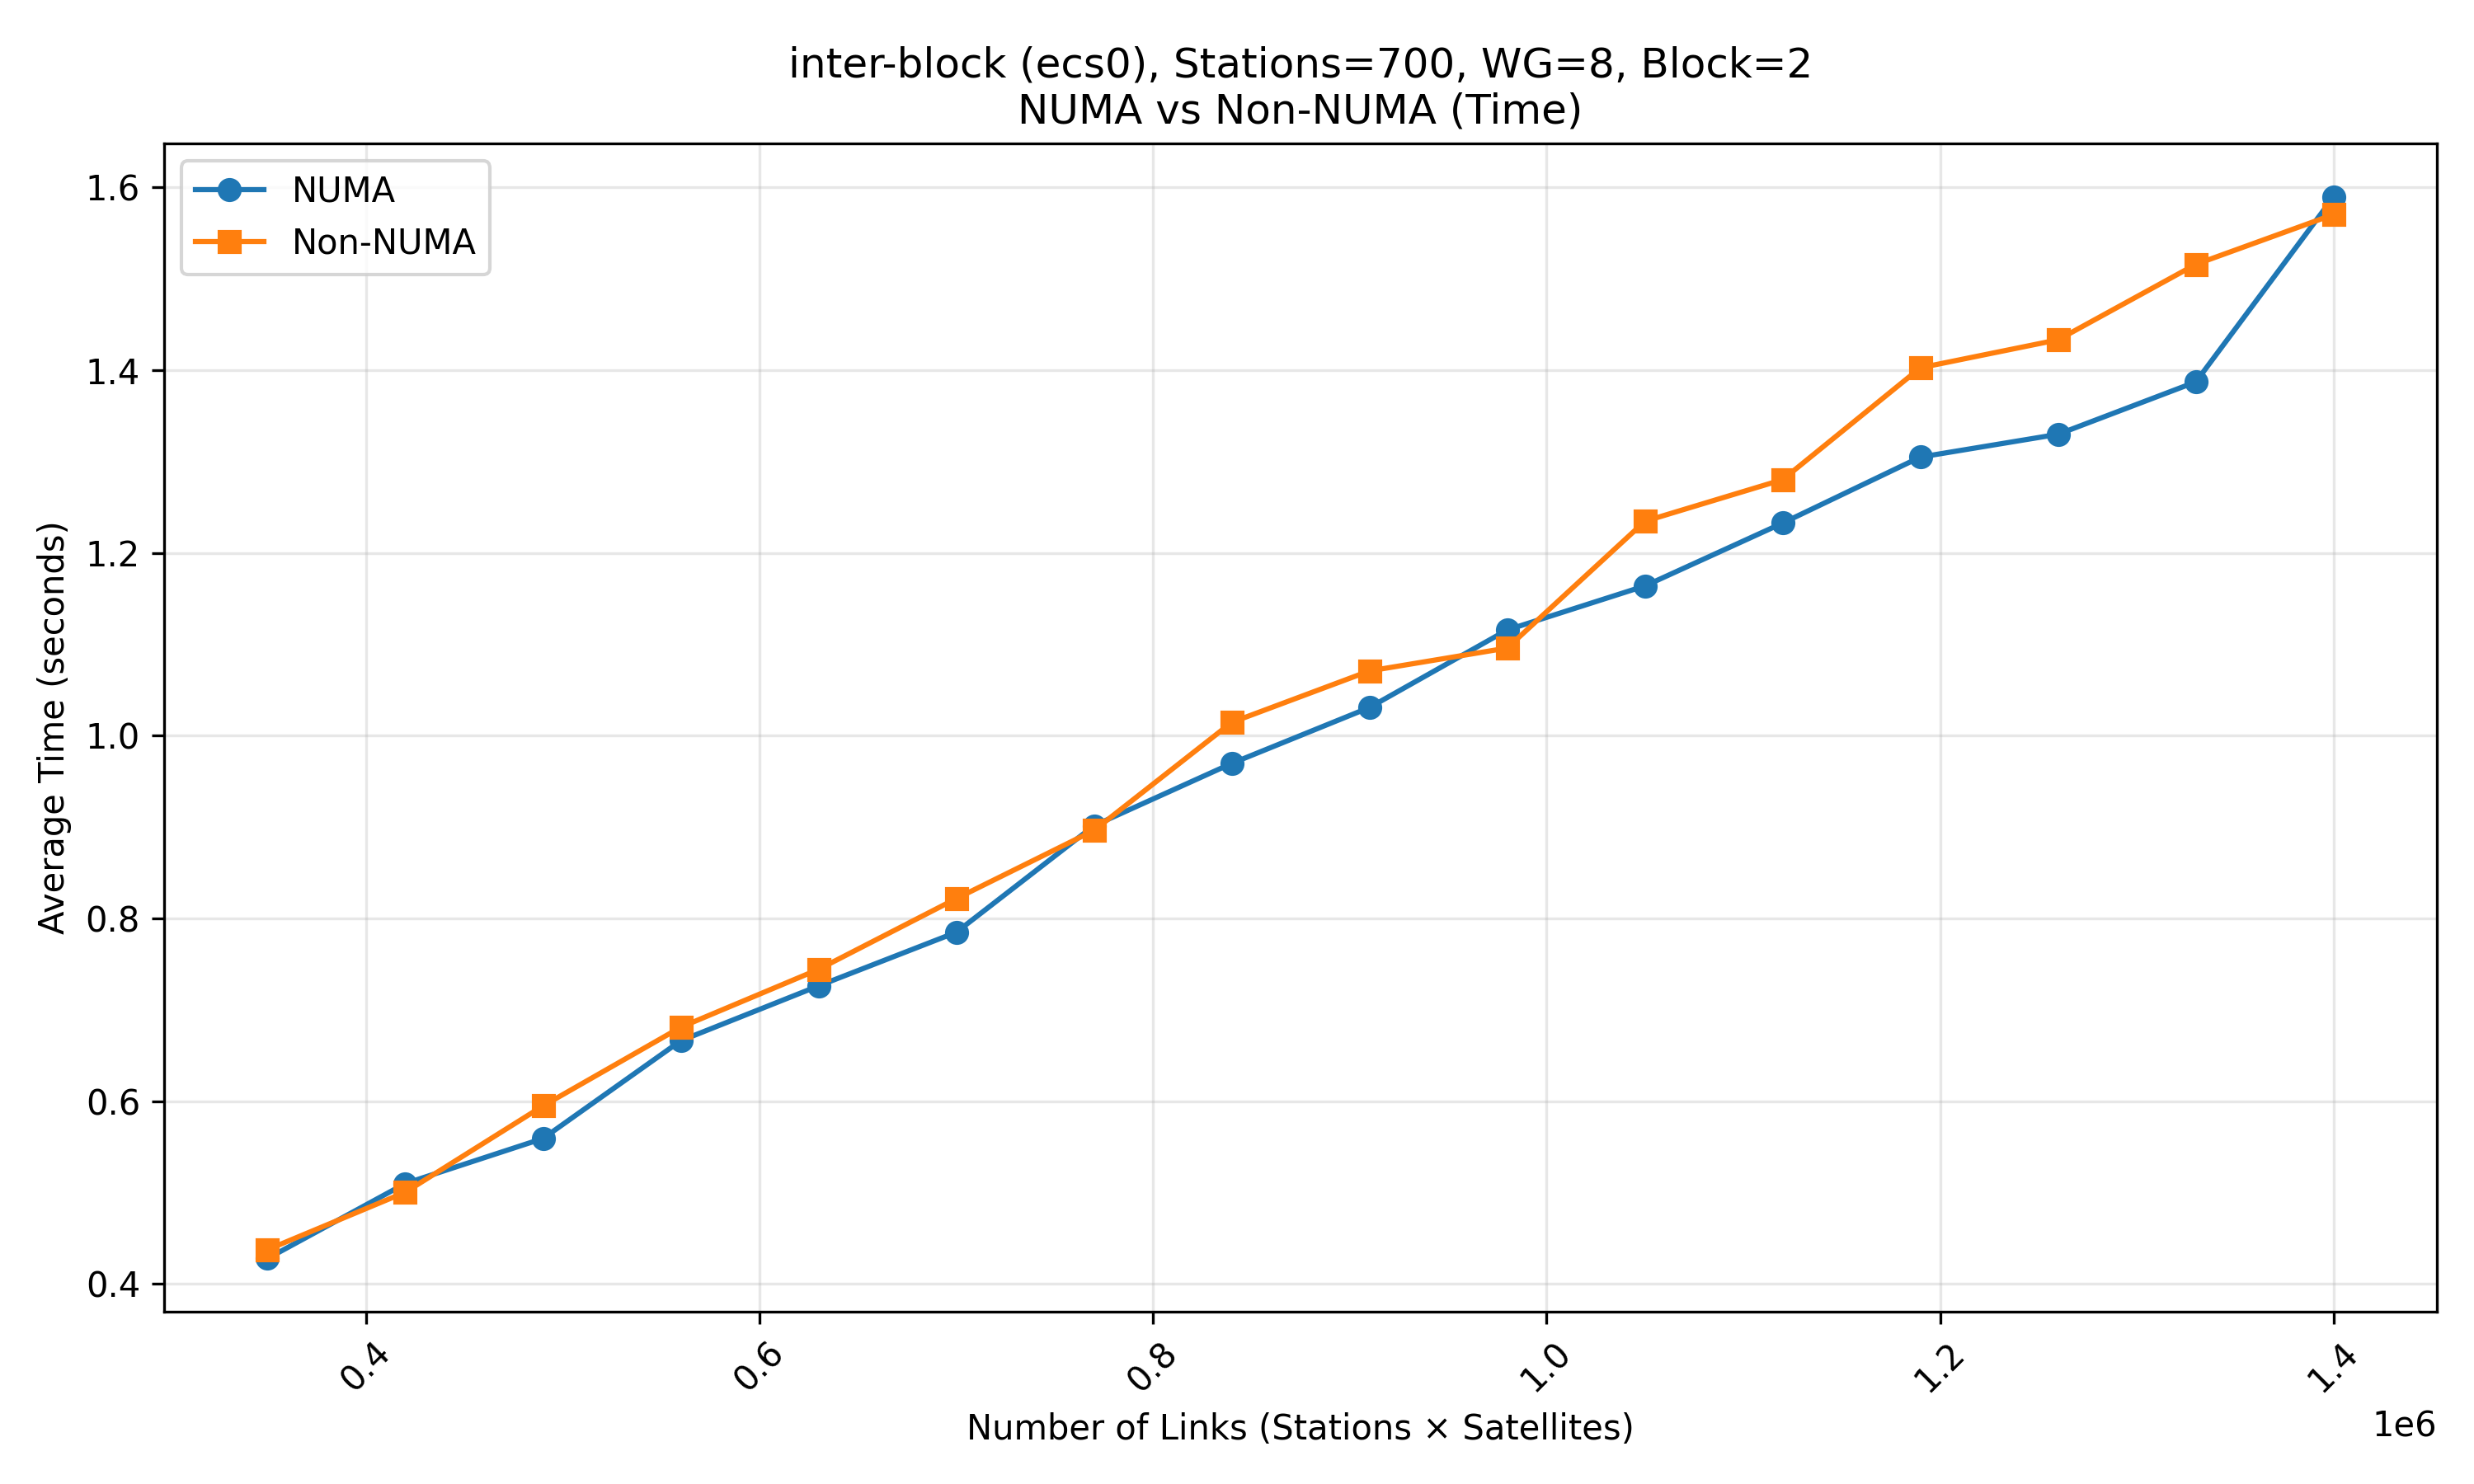 inter-block (ecs0), Stations=700, WG=8, Block=2
NUMA vs Non-NUMA (Time)
NUMA
Non-NUMA
1.6
1.4
1.2
1.0
0.8
0.6
0.4
Average Time (seconds)
0.4
0.6
0.8
1.0
1.2
1.4
1e6
Number of Links (Stations × Satellites)